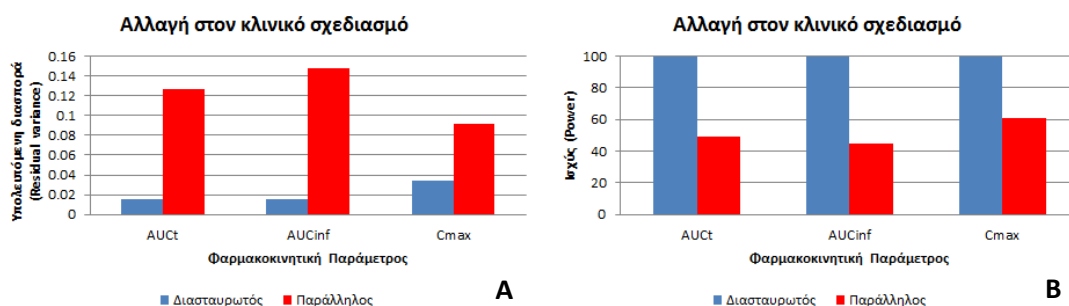 Αλλαγή στον κλινικό σχεδιασμό
Υπολειπόμενη διασπορά
(Residual variance)
0.16
0.14
0.12
0.1
0.08
0.06
0.04
0.02
0
AUCt
AUCinf
Cmax
Φαρμακοκινητική Παράμετρος
Διασταυρωτός
Παράλληλος
A
Αλλαγή στον κλινικό σχεδιασμό
Ισχύς (Power)
100
80
60
40
20
0
AUCt
AUCinf
Cmax
Φαρμακοκινητική Παράμετρος
Διασταυρωτός
Παράλληλος
B